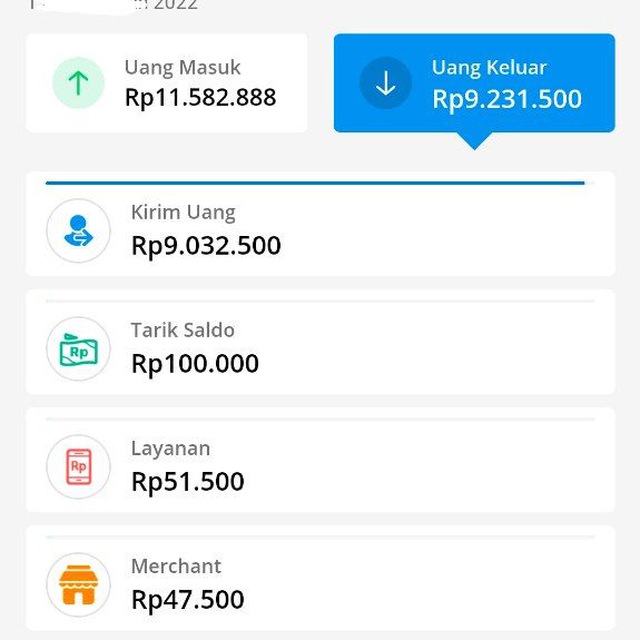 2022
Uang Masuk
Rp11.582.888
Uang Keluar
Rp9.231.500
Kirim Uang
Rp9.032.500
Rp
Tarik Saldo
Rp100.000
Rp
Layanan
Rp51.500
Merchant
Rp47.500